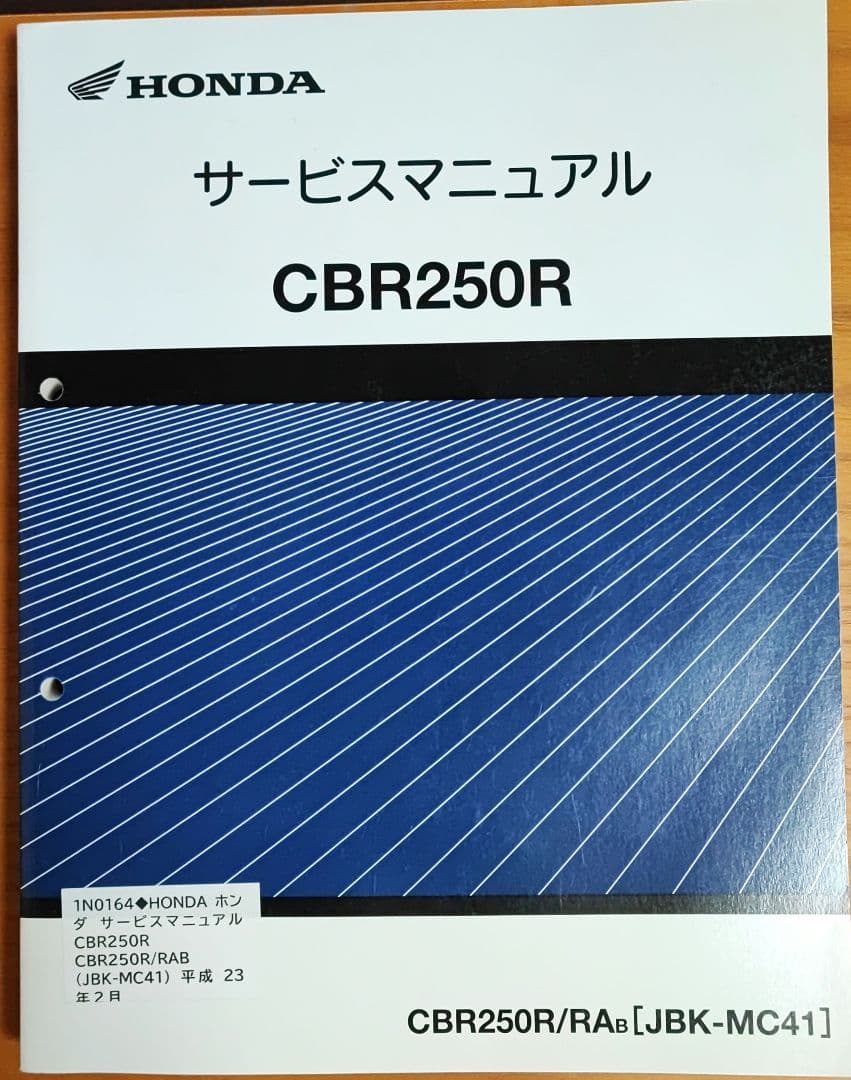 HONDA
サービスマニュアル
CBR250R
1N0164◆HONDA ホン
ダ サービスマニュアル
CBR250R
CBR250R/RAB
(JBK-MC41) 平成 23
年2月
CBR250R/RAB[JBK-MC41]